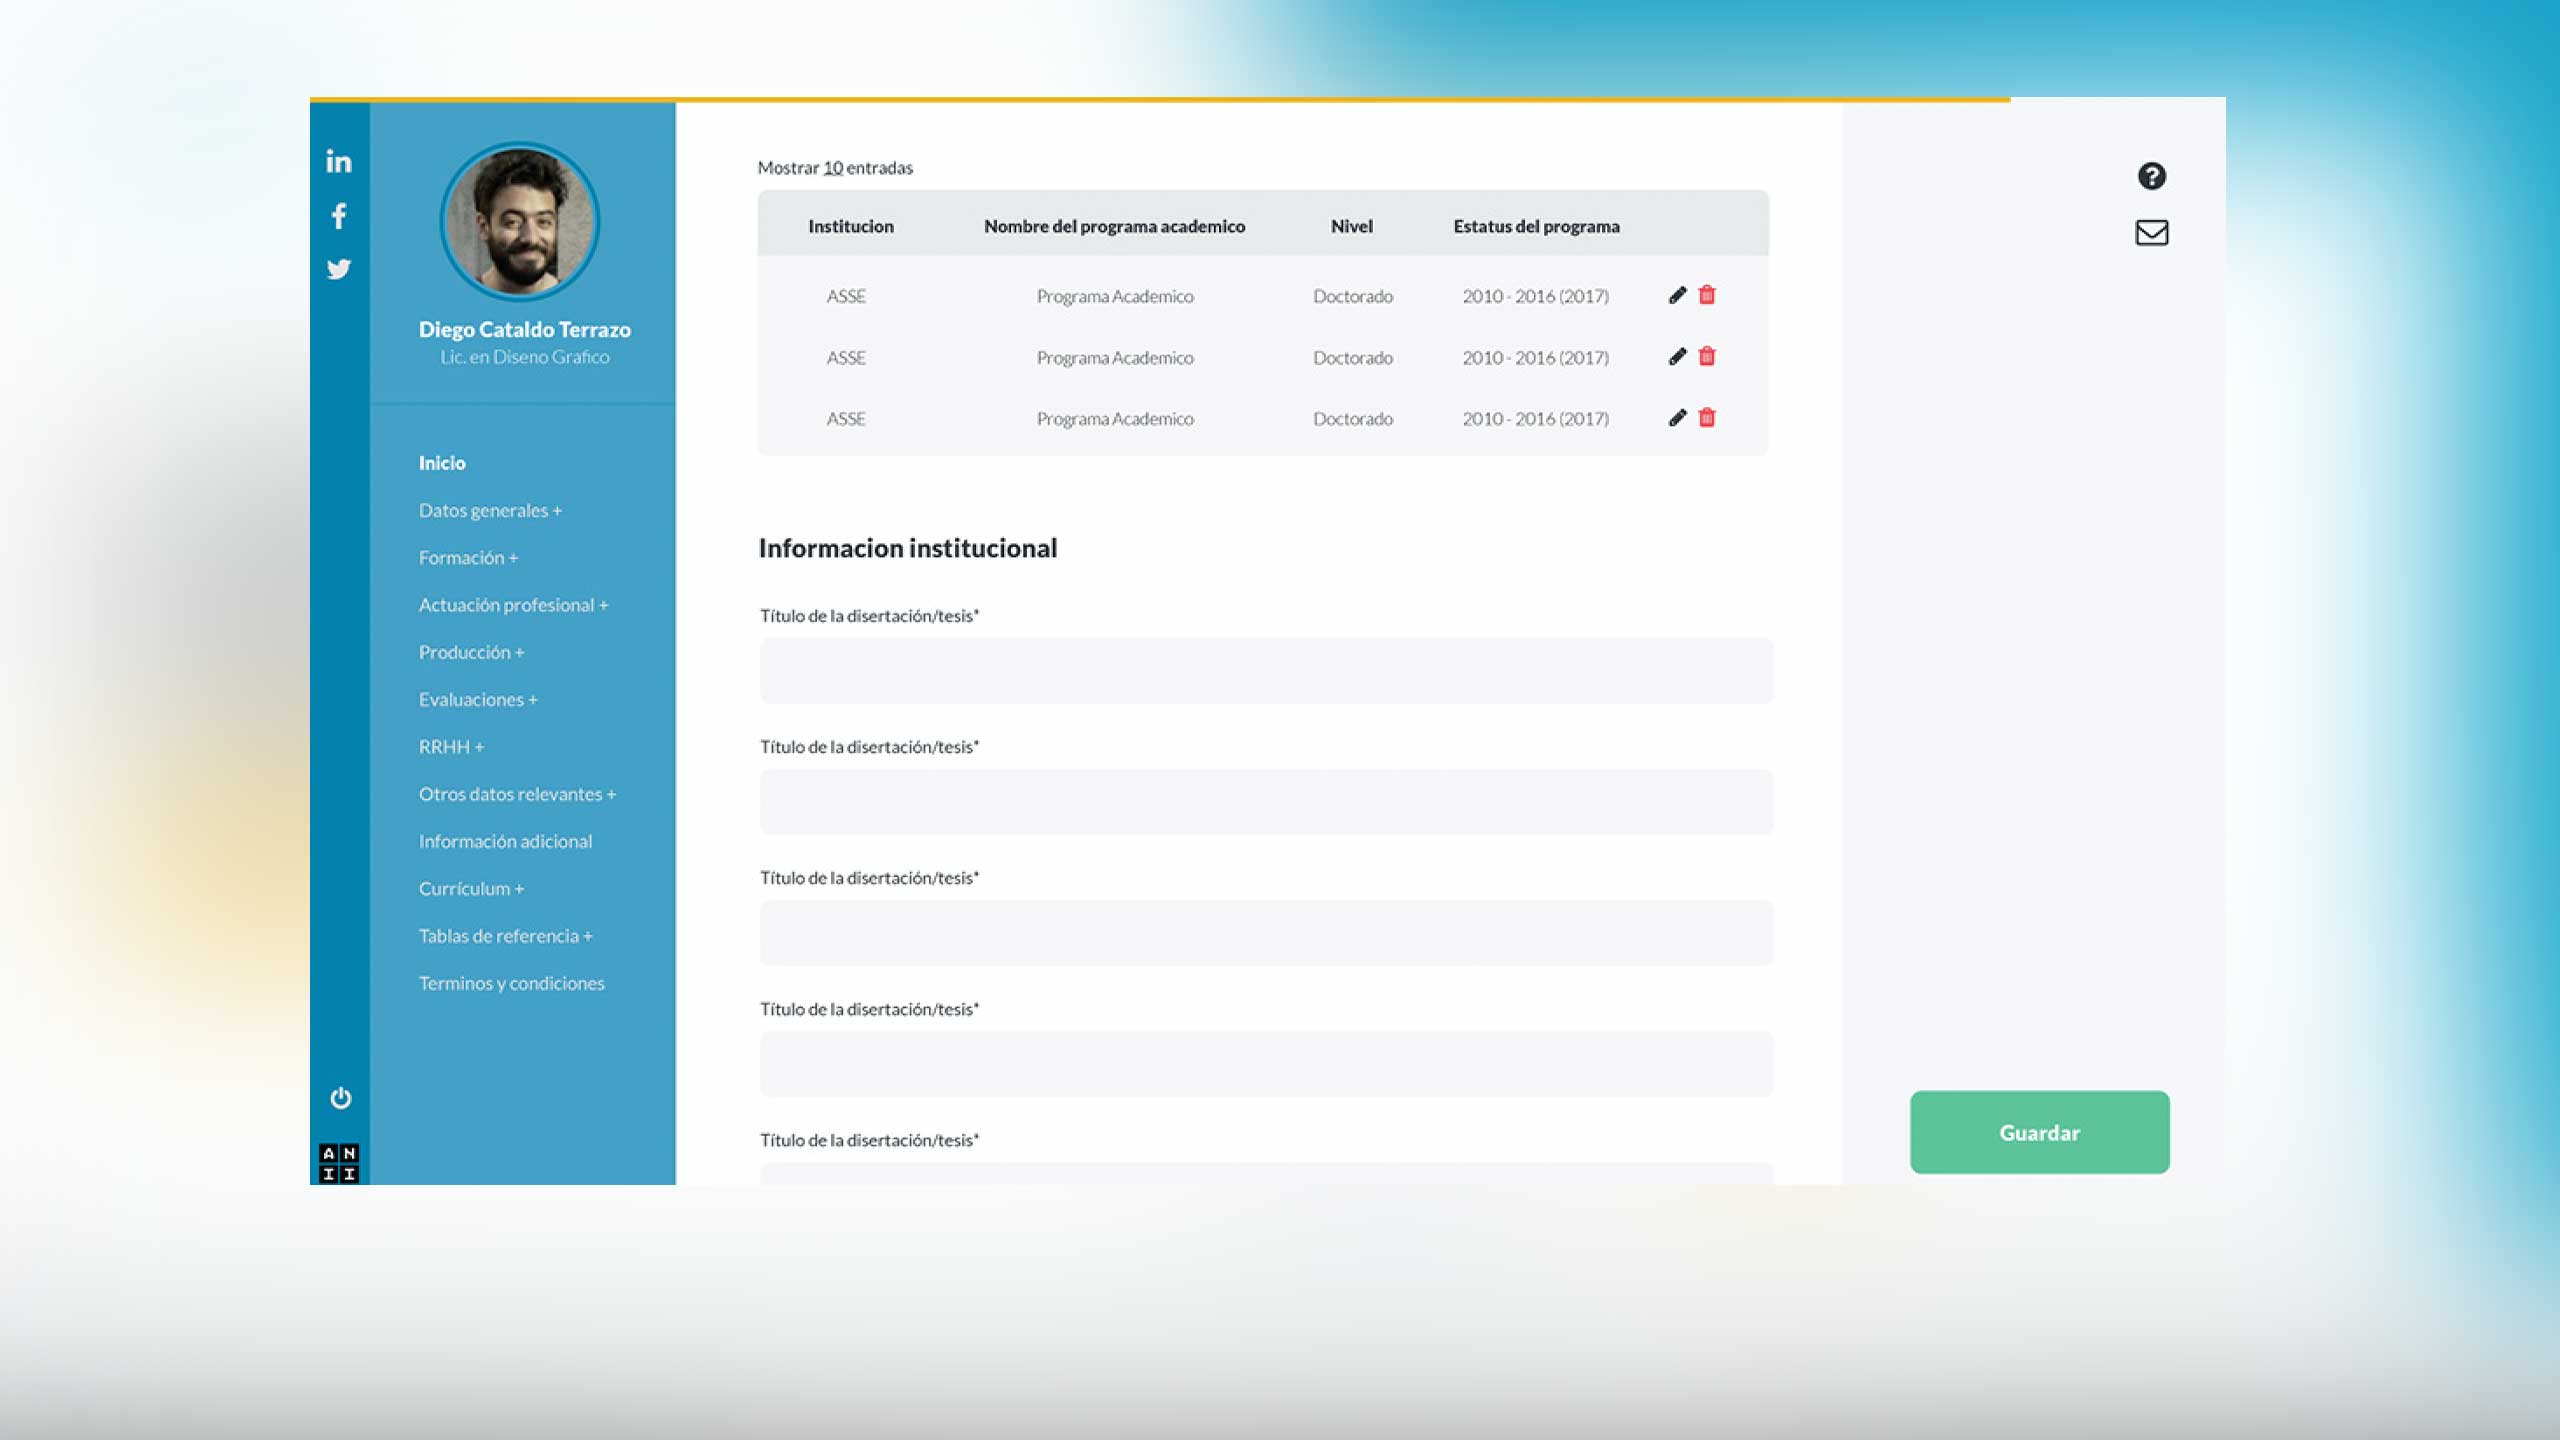 in
Diego Cataldo Terrazo
Lic. en Diseno Grafico
Inicio
Datos generales +
Formación +
Actuación profesional +
Producción +
Evaluaciones +
RRHH +
Otros datos relevantes +
Información adicional
Currículum +
Tablas de referencia +
Terminos y condiciones
A N
I I
Mostrar 10 entradas
Institucion Nombre del programa academico Nivel Estatus del programa
ASSE Programa Academico Doctorado 2010 - 2016 (2017)
ASSE Programa Academico Doctorado 2010 - 2016 (2017)
ASSE Programa Academico Doctorado 2010 - 2016 (2017)
Informacion institucional
Título de la disertación/tesis*
Título de la disertación/tesis*
Título de la disertación/tesis*
Título de la disertación/tesis*
Título de la disertación/tesis*
Guardar